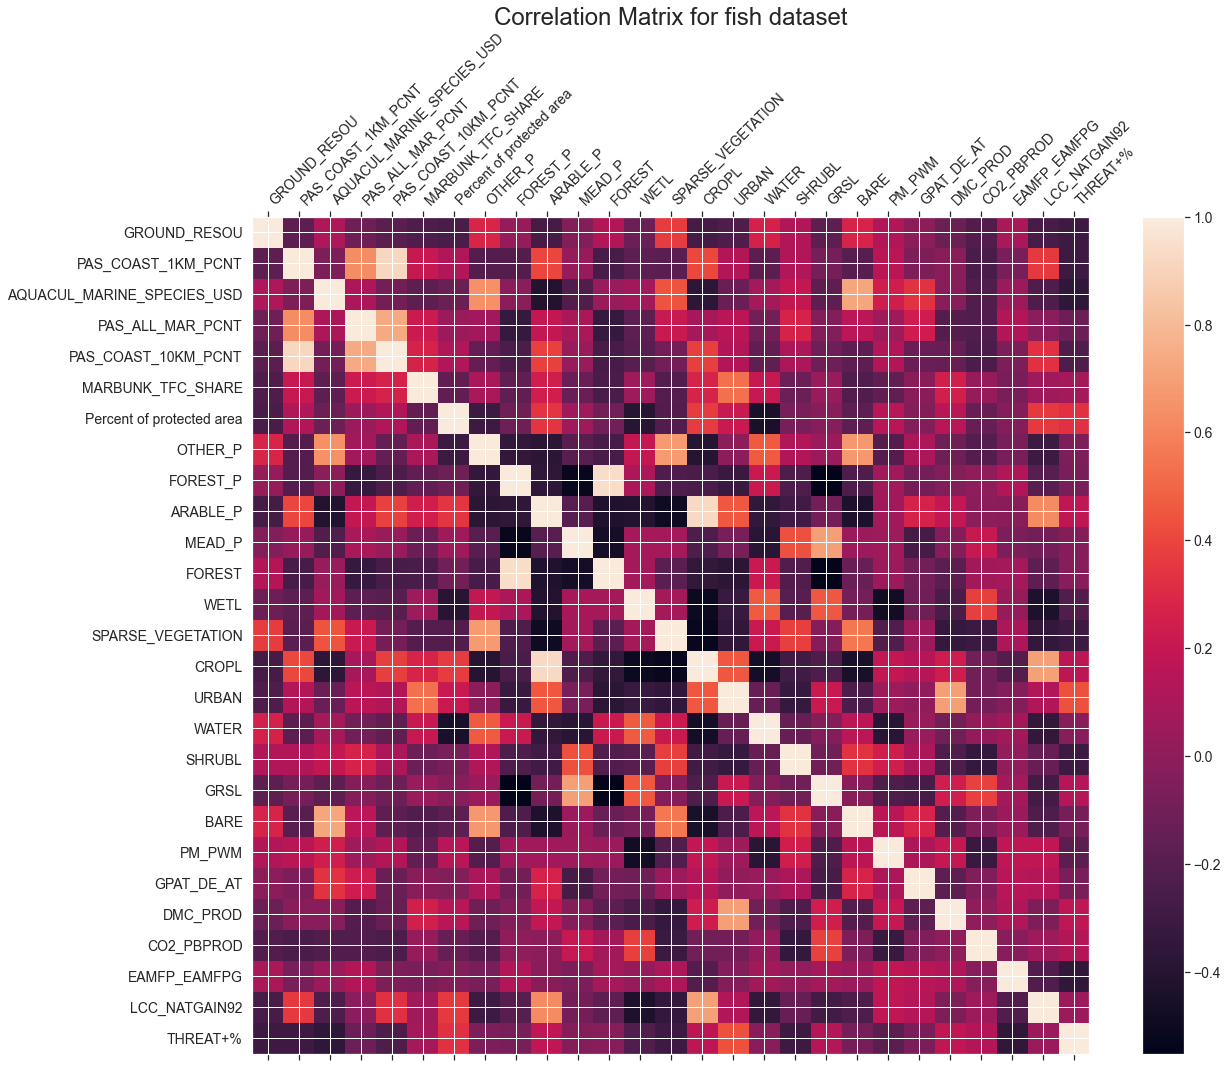 Correlation Matrix for fish dataset
GROUND_RESOU
PAS_COAST_1KM_PCNT
AQUACUL_MARINE_SPECIES_USD
PAS_ALL_MAR_PCNT
PAS_COAST_10KM_PCNT
MARBUNK_TFC_SHARE
Percent of protected area
OTHER_P
FOREST_P
ARABLE_P
MEAD_P
FOREST
WETL
SPARSE_VEGETATION
CROPL
URBAN
WATER
SHRUBL
GRSL
BARE
PM_PWM
GPAT_DE_AT
DMC_PROD
CO2_PBPROD
EAMFP_EAMFPG
LCC_NATGAIN92
THREAT+%
GROUND_RESOU
PAS_COAST_1KM_PCNT
AQUACUL_MARINE_SPECIES_USD
PAS_ALL_MAR_PCNT
PAS_COAST_10KM_PCNT
MARBUNK_TFC_SHARE
Percent of protected area
OTHER_P
FOREST_P
ARABLE_P
MEAD_P
FOREST
WETL
SPARSE_VEGETATION
CROPL
URBAN
WATER
SHRUBL
GRSL
BARE
PM_PWM
GPAT_DE_AT
DMC_PROD
CO2_PBPROD
EAMFP_EAMFPG
LCC_NATGAIN92
THREAT+%
1.0
0.8
0.6
0.4
0.2
0.0
−0.2
−0.4